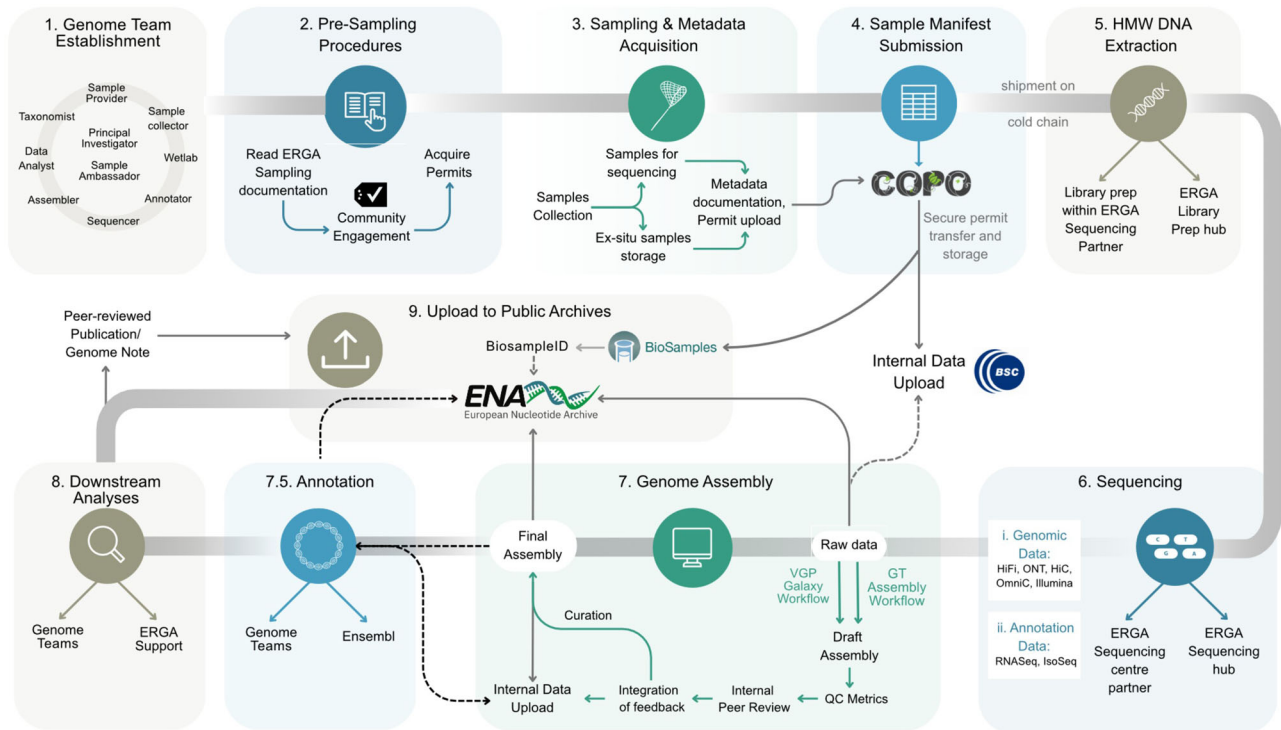 1. Genome Team
Establishment
Sample
Provider
Taxonomist
Sample
collector
Principal
Investigator
Data
Analyst
Sample
Ambassador
Wetlab
Assembler
Annotator
Sequencer
2. Pre-Sampling
Procedures
Read ERGA
Sampling
documentation
Community
Engagement
Acquire
Permits
3. Sampling & Metadata
Acquisition
Samples for
sequencing
Samples
Collection
Ex-situ samples
storage
Metadata
documentation,
Permit upload
4. Sample Manifest
Submission
COPO
Secure permit
transfer and
storage
shipment on
cold chain
5. HMW DNA
Extraction
Library prep
within ERGA
Sequencing
Partner
ERGA
Library
Prep hub
Peer-reviewed
Publication/
Genome Note
9. Upload to Public Archives
BiosampleID
BioSamples
ENA
European Nucleotide Archive
Internal Data
Upload
BSC
8. Downstream
Analyses
Genome
Teams
ERGA
Support
7.5. Annotation
Genome
Teams
Ensembl
7. Genome Assembly
Final
Assembly
Raw data
VGP
Galaxy
Workflow
GT
Assembly
Workflow
Curation
Draft
Assembly
Internal Data
Upload
Integration
of feedback
Internal
Peer Review
QC Metrics
6. Sequencing
i. Genomic
Data:
HiFi, ONT, HiC,
OmniC, Illumina
ii. Annotation
Data:
RNASeq, IsoSeq
C T
G A
ERGA
Sequencing
centre
partner
ERGA
Sequencing
hub